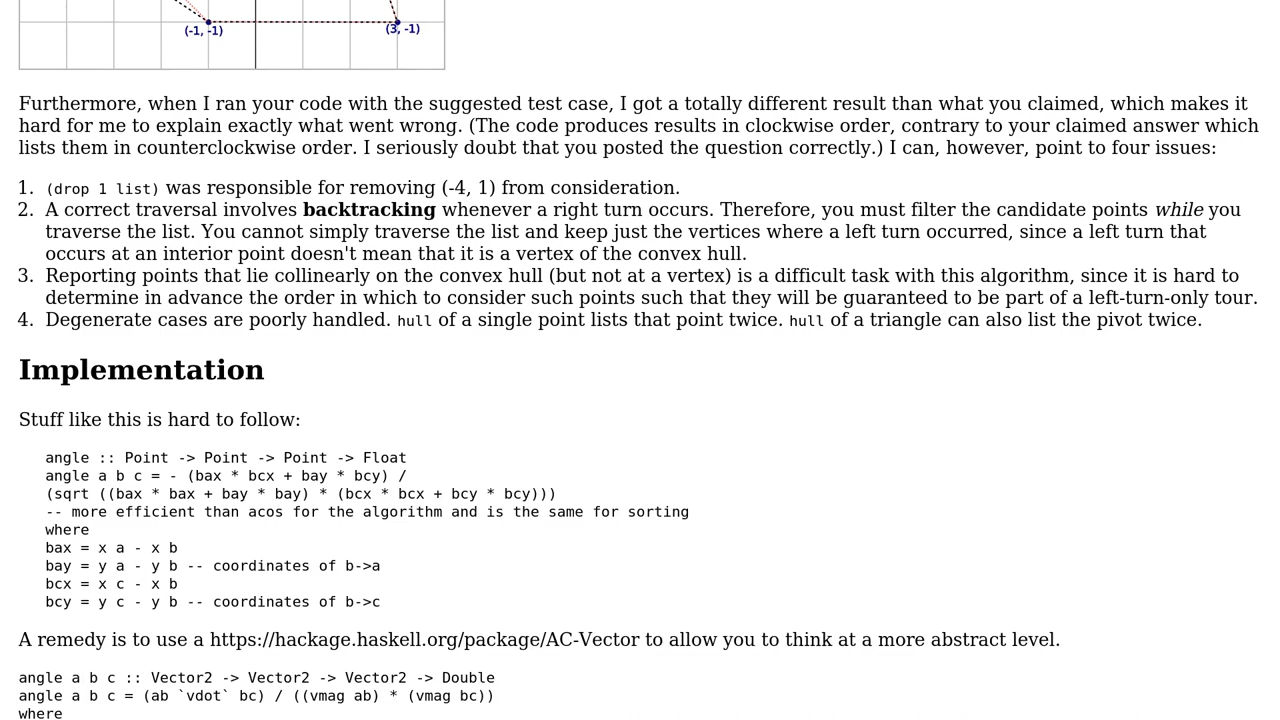 (-1, -1) (3, -1)
Furthermore, when I ran your code with the suggested test case, I got a totally different result than what you claimed, which makes it
hard for me to explain exactly what went wrong. (The code produces results in clockwise order, contrary to your claimed answer which
lists them in counterclockwise order. I seriously doubt that you posted the question correctly.) I can, however, point to four issues:
1. (drop 1 list) was responsible for removing (-4, 1) from consideration.
2. A correct traversal involves backtracking whenever a right turn occurs. Therefore, you must filter the candidate points while you
traverse the list. You cannot simply traverse the list and keep just the vertices where a left turn occurred, since a left turn that
occurs at an interior point doesn't mean that it is a vertex of the convex hull.
3. Reporting points that lie collinearly on the convex hull (but not at a vertex) is a difficult task with this algorithm, since it is hard to
determine in advance the order in which to consider such points such that they will be guaranteed to be part of a left-turn-only tour.
4. Degenerate cases are poorly handled. hull of a single point lists that point twice. hull of a triangle can also list the pivot twice.
Implementation
Stuff like this is hard to follow:
angle :: Point -> Point -> Point -> Float
angle a b c = - (bax * bcx + bay * bcy) /
(sqrt ((bax * bax + bay * bay) * (bcx * bcx + bcy * bcy)))
-- more efficient than acos for the algorithm and is the same for sorting
where
bax = x a - x b
bay = y a - y b -- coordinates of b->a
bcx = x c - x b
bcy = y c - y b -- coordinates of b->c
A remedy is to use a https://hackage.haskell.org/package/AC-Vector to allow you to think at a more abstract level.
angle a b c :: Vector2 -> Vector2 -> Vector2 -> Double
angle a b c = (ab `vdot` bc) / ((vmag ab) * (vmag bc))
where